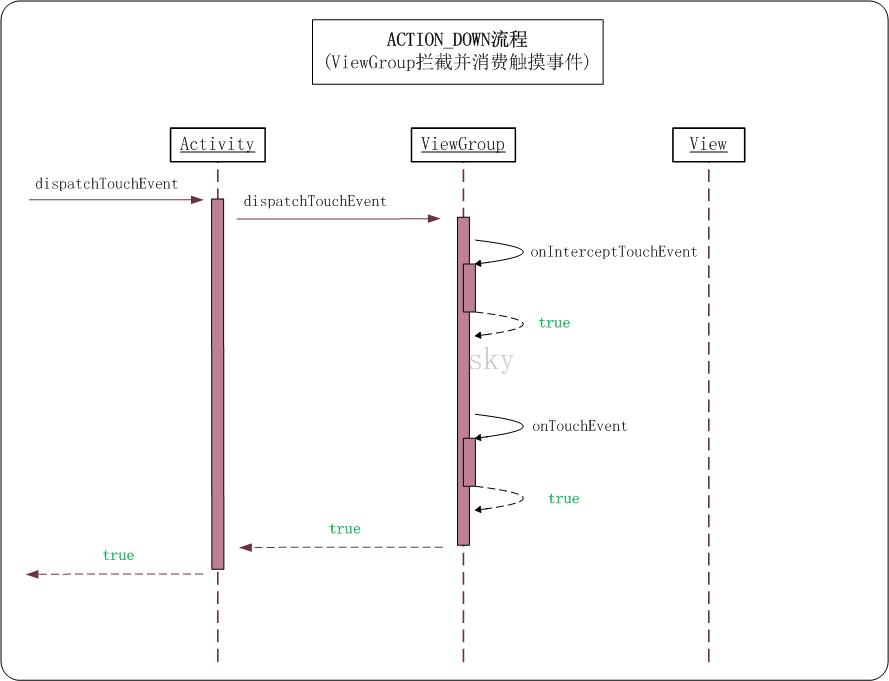 ACTION_DOWN流程
(ViewGroup拦截并消费触摸事件)
Activity
ViewGroup
View
dispatchTouchEvent
dispatchTouchEvent
onInterceptTouchEvent
true
sky
onTouchEvent
true
true
true